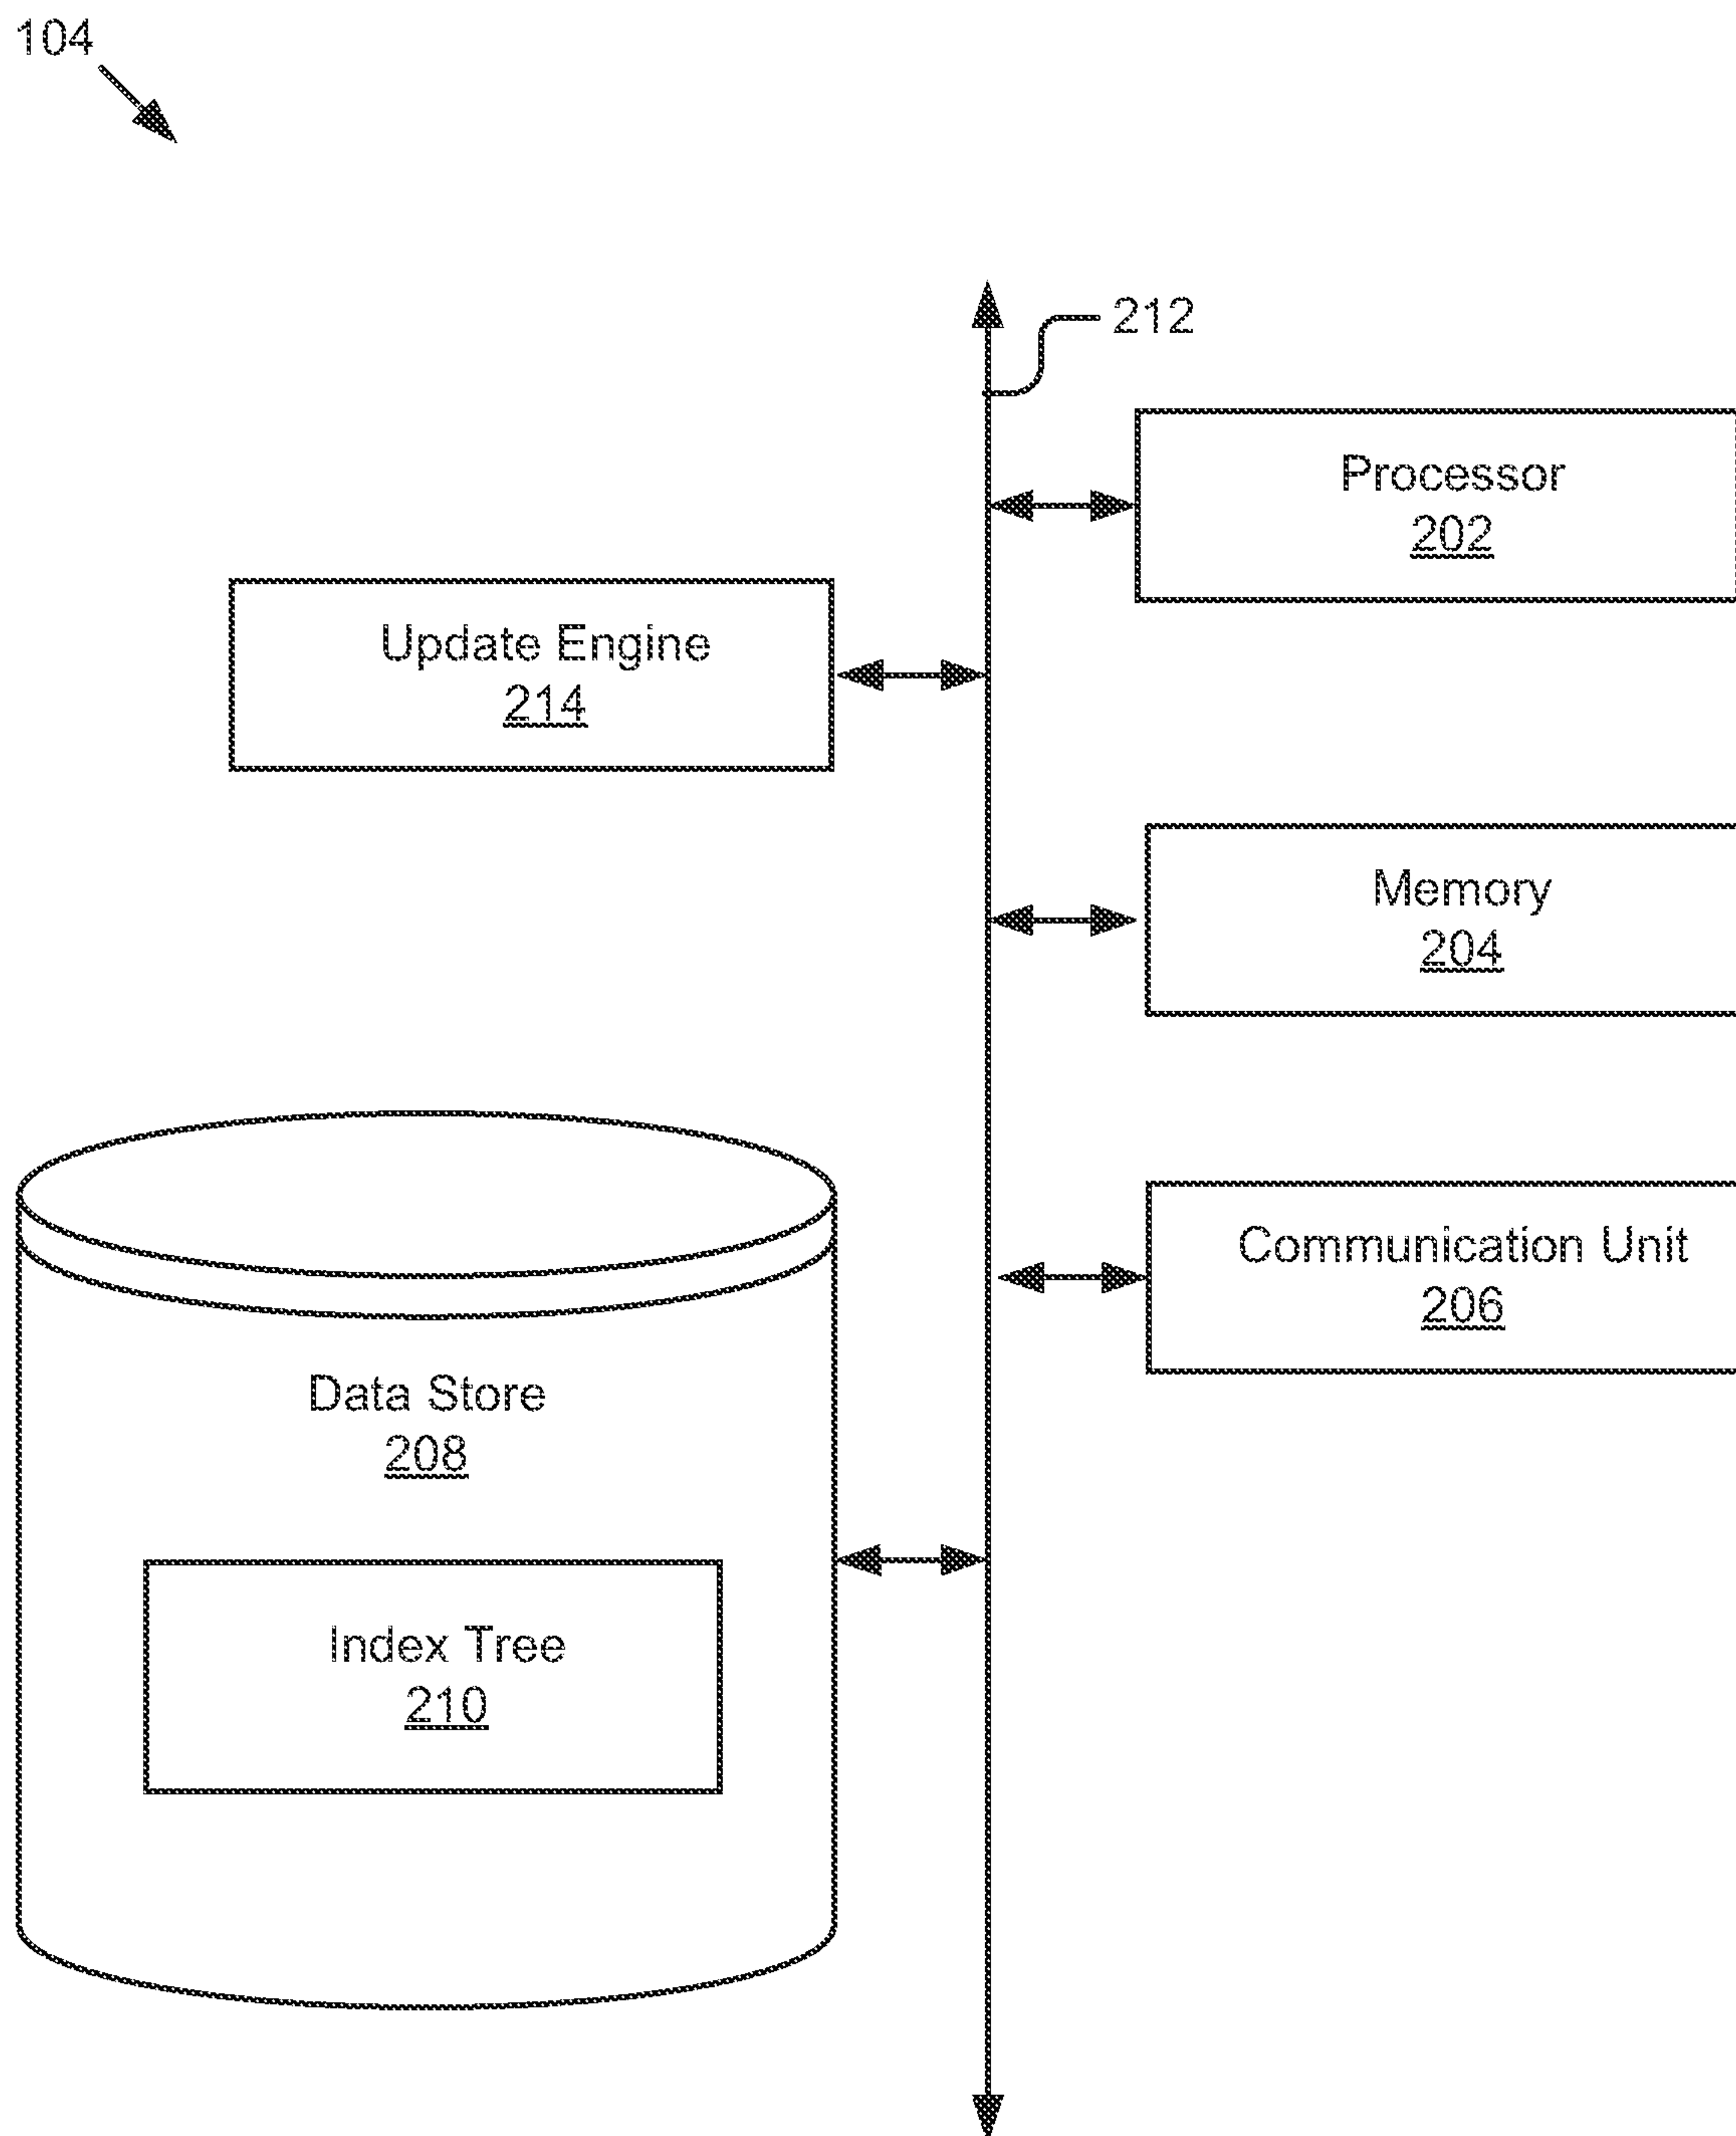 104
212
Processor
202
Update Engine
214
Memory
204
Communication Unit
206
Data Store
208
Index Tree
210